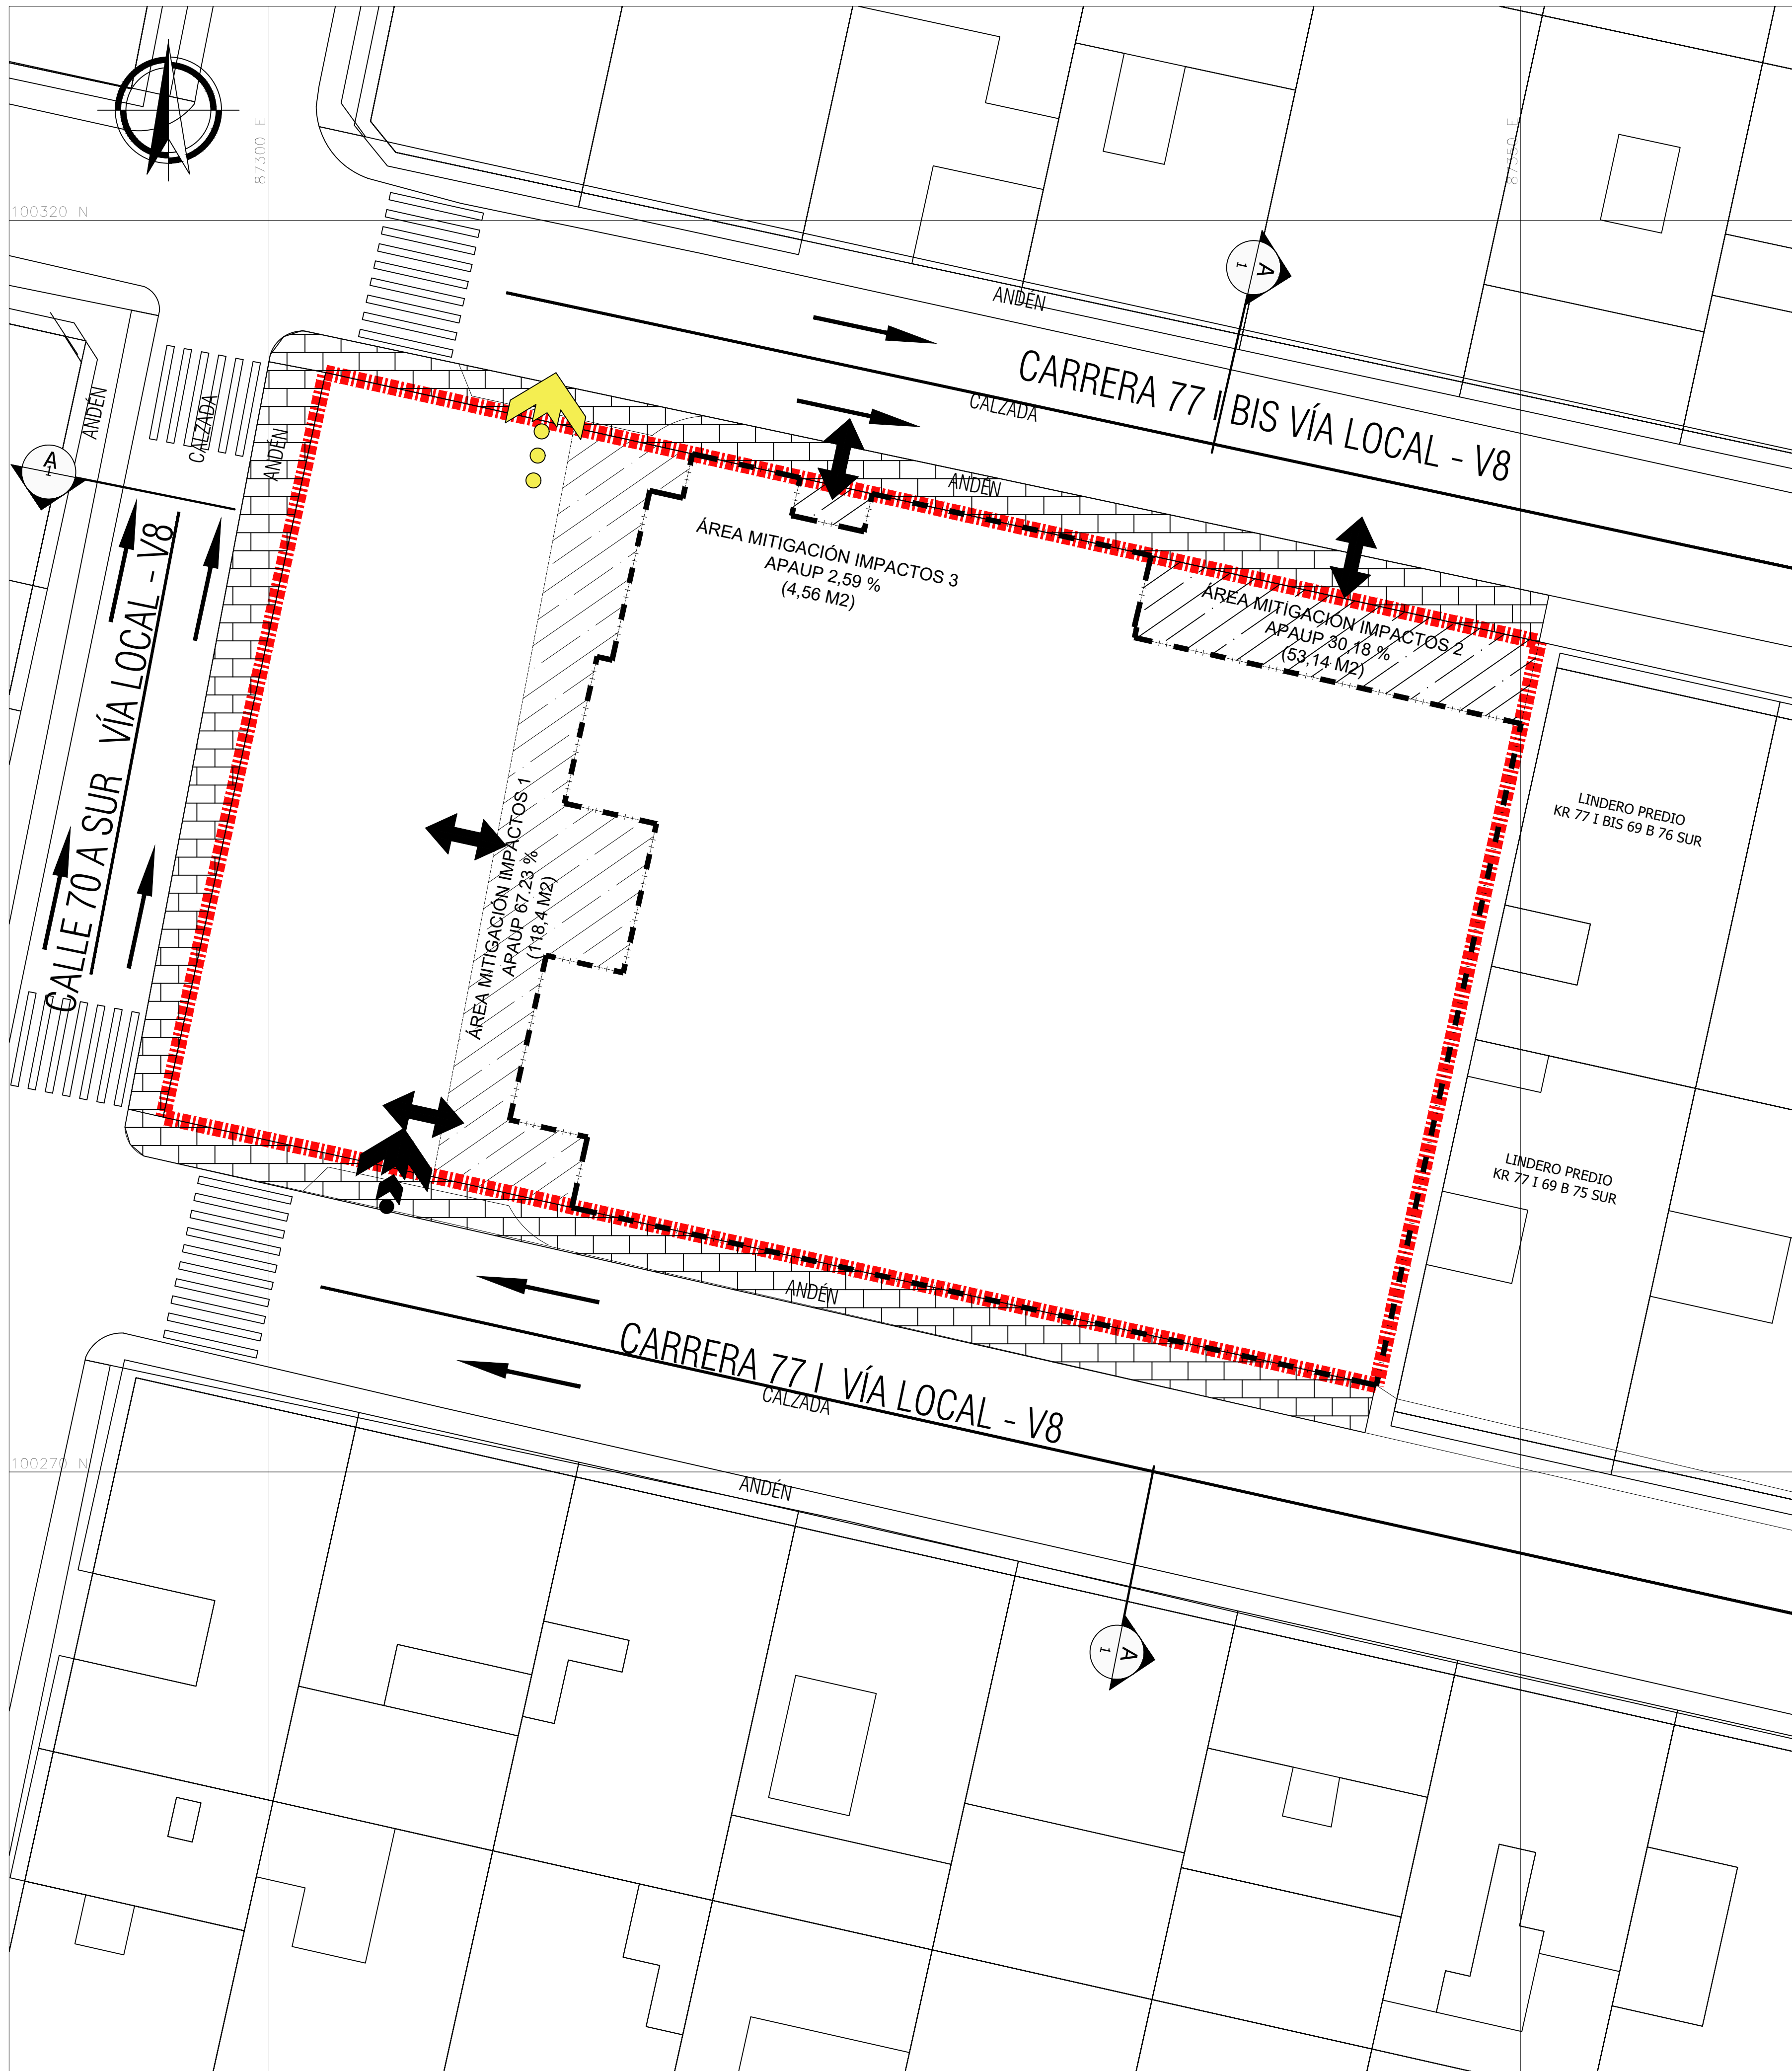 87300 E
87350 E
100320 N
A
1
ANDÉN
CARRERA 77 I BIS VÍA LOCAL - V8
CALZADA
ANDÉN
ANDÉN
CALZADA
ANDÉN
A
1
CALLE 70 A SUR VÍA LOCAL - V8
ÁREA MITIGACIÓN IMPACTOS 3
APAUP 2,59 %
(4,56 M2)
ÁREA MITIGACIÓN IMPACTOS 2
APAUP 30,18 %
(53,14 M2)
ÁREA MITIGACIÓN IMPACTOS 1
APAUP 67.23 %
(118,4 M2)
LINDERO PREDIO
KR 77 I BIS 69 B 76 SUR
LINDERO PREDIO
KR 77 I 69 B 75 SUR
ANDÉN
CARRERA 77 I VÍA LOCAL - V8
CALZADA
100270 N
ANDÉN
A
1